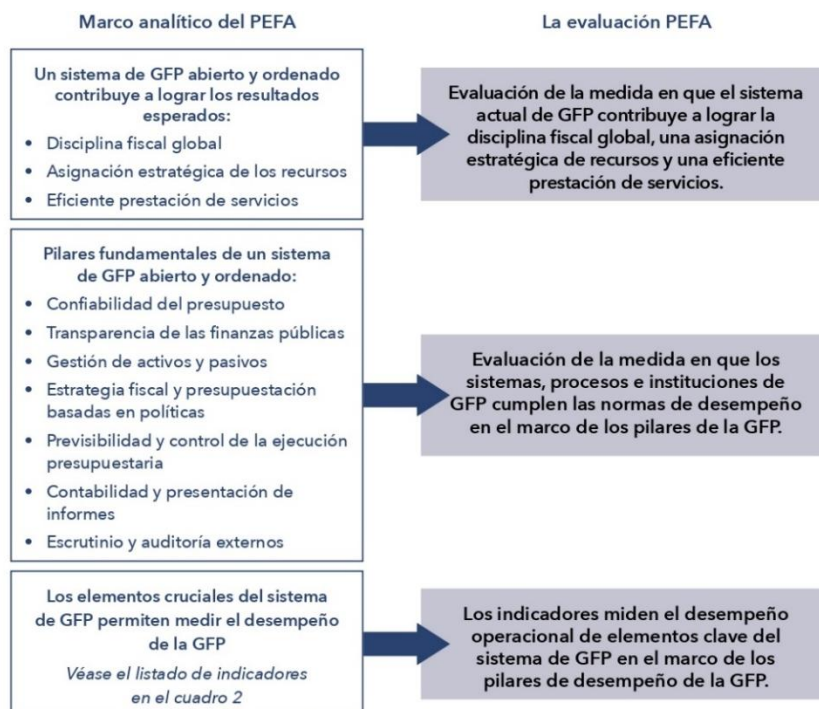 Marco analítico del PEFA
La evaluación PEFA
Un sistema de GFP abierto y ordenado
contribuye a lograr los resultados
esperados:
• Disciplina fiscal global
• Asignación estratégica de los recursos
• Eficiente prestación de servicios
Evaluación de la medida en que el sistema
actual de GFP contribuye a lograr la
disciplina fiscal global, una asignación
estratégica de recursos y una eficiente
prestación de servicios.
Pilares fundamentales de un sistema
de GFP abierto y ordenado:
• Confiabilidad del presupuesto
• Transparencia de las finanzas públicas
• Gestión de activos y pasivos
• Estrategia fiscal y presupuestación
basadas en políticas
• Previsibilidad y control de la ejecución
presupuestaria
• Contabilidad y presentación de
informes
• Escrutinio y auditoría externos
Evaluación de la medida en que los
sistemas, procesos e instituciones de
GFP cumplen las normas de desempeño
en el marco de los pilares de la GFP.
Los elementos cruciales del sistema
de GFP permiten medir el desempeño
de la GFP
Véase el listado de indicadores
en el cuadro 2
Los indicadores miden el desempeño
operacional de elementos clave del
sistema de GFP en el marco de los
pilares de desempeño de la GFP.